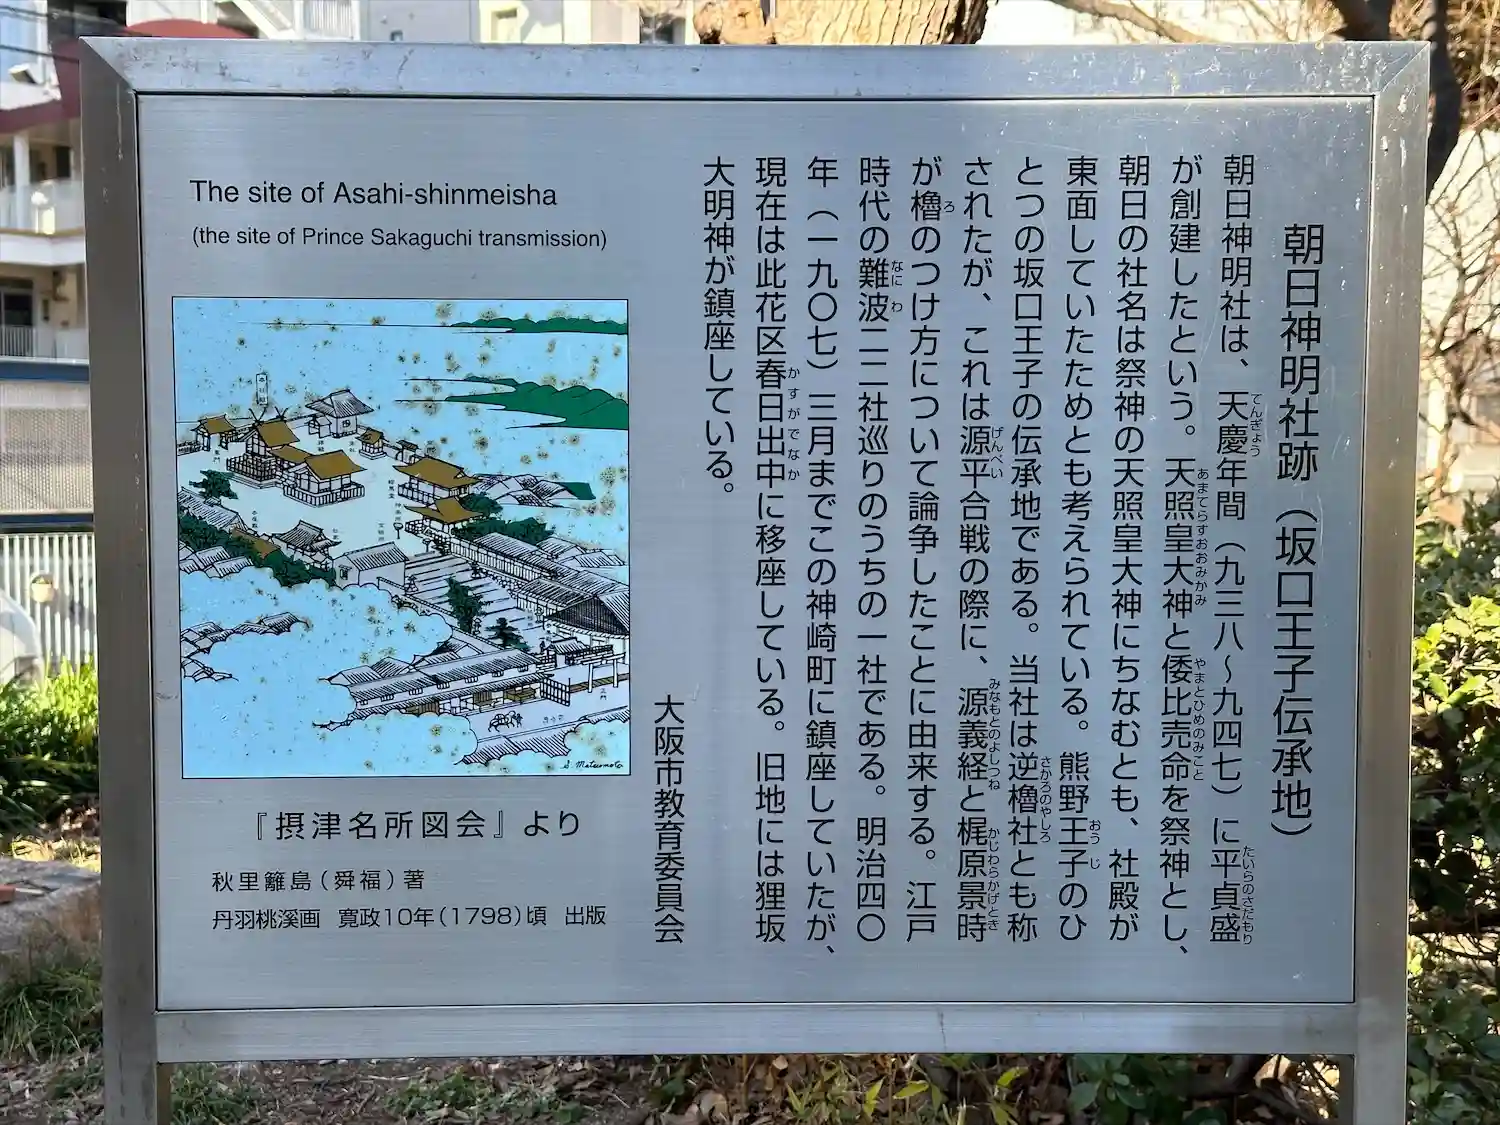 朝日神明社跡（坂口王子伝承地）
朝日神明社は、天慶年間（九三八～九四七）に平貞盛
が創建したという。天照皇大神と倭比売命を祭神とし、
朝日の社名は祭神の天照皇大神にちなむとも、社殿が
東面していたためとも考えられている。熊野王子のひ
とつの坂口王子の伝承地である。当社は逆櫓社とも称
されたが、これは源平合戦の際に、源義経と梶原景時
が櫓のつけ方について論争したことに由来する。江戸
時代の難波二二社巡りのうちの一社である。明治四〇
年（一九〇七）三月までこの神崎町に鎮座していたが、
現在は此花区春日出中に移座している。旧地には狸坂
大明神が鎮座している。
大阪市教育委員会
The site of Asahi-shinmeisha
(the site of Prince Sakaguchi transmission)
S. Matsumoto
『摂津名所図会』より
秋里籬島（舜福）著
丹羽桃溪画　寛政10年（1798）頃　出版